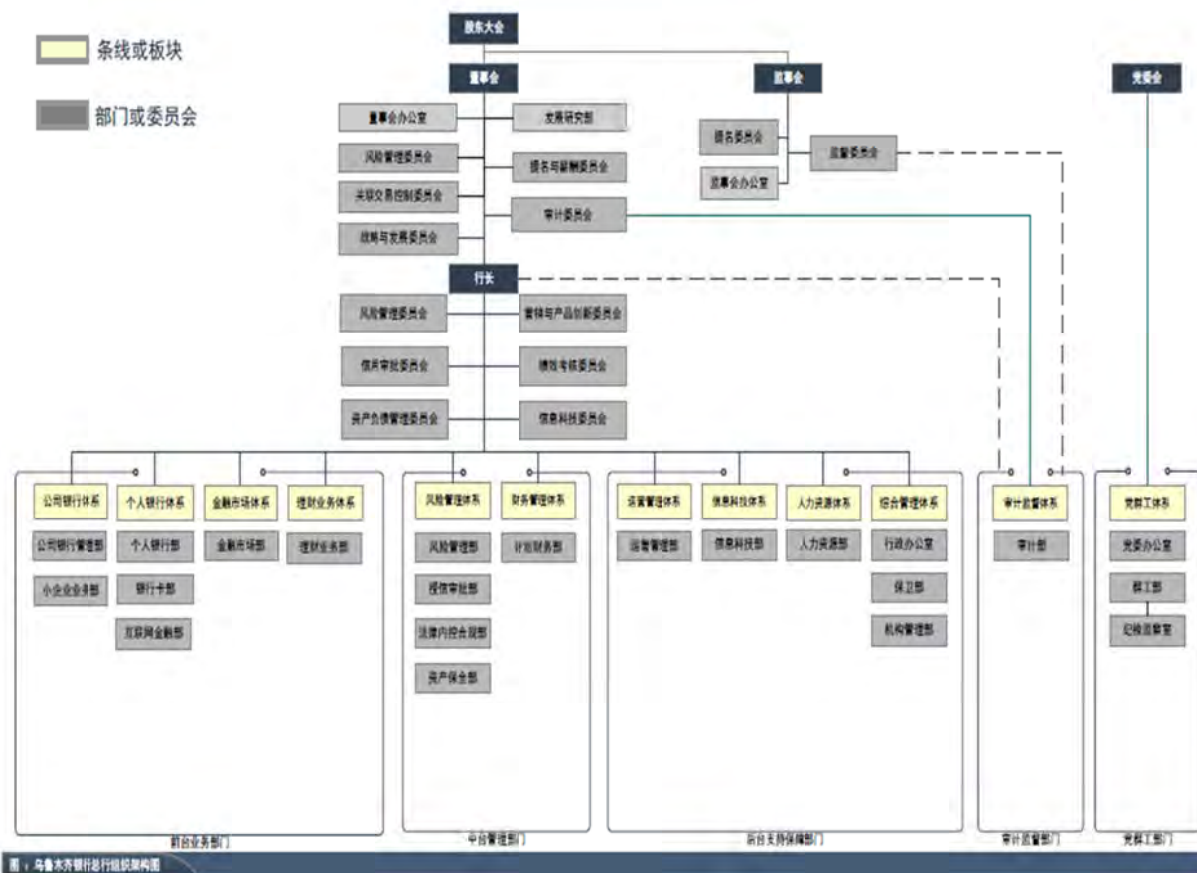 股东大会
条线或板块
董事会
监事会
党委会
部门或委员会
董事会办公室
发展研究部
提名委员会
监督委员会
风险管理委员会
提名与薪酬委员会
关联交易控制委员会
监事会办公室
审计委员会
战略与发展委员会
行长
风险管理委员会
营销与产品创新委员会
信用审批委员会
绩效考核委员会
资产负债管理委员会
信息科技委员会
公司银行体系
个人银行体系
金融市场体系
理财业务体系
风险管理体系
财务管理体系
运营管理体系
信息科技体系
人力资源体系
综合管理体系
审计监督体系
党群工体系
公司银行管理部
个人银行部
金融市场部
理财业务部
风险管理部
计划财务部
运营管理部
信息科技部
人力资源部
行政办公室
审计部
党委办公室
小企业业务部
银行卡部
授信审批部
保卫部
群工部
互联网金融部
法律内控合规部
机构管理部
纪检监察室
资产保全部
前台业务部门
中台管理部门
后台支持保障部门
审计监督部门
党群工部门
图:乌鲁木齐银行总行组织架构图